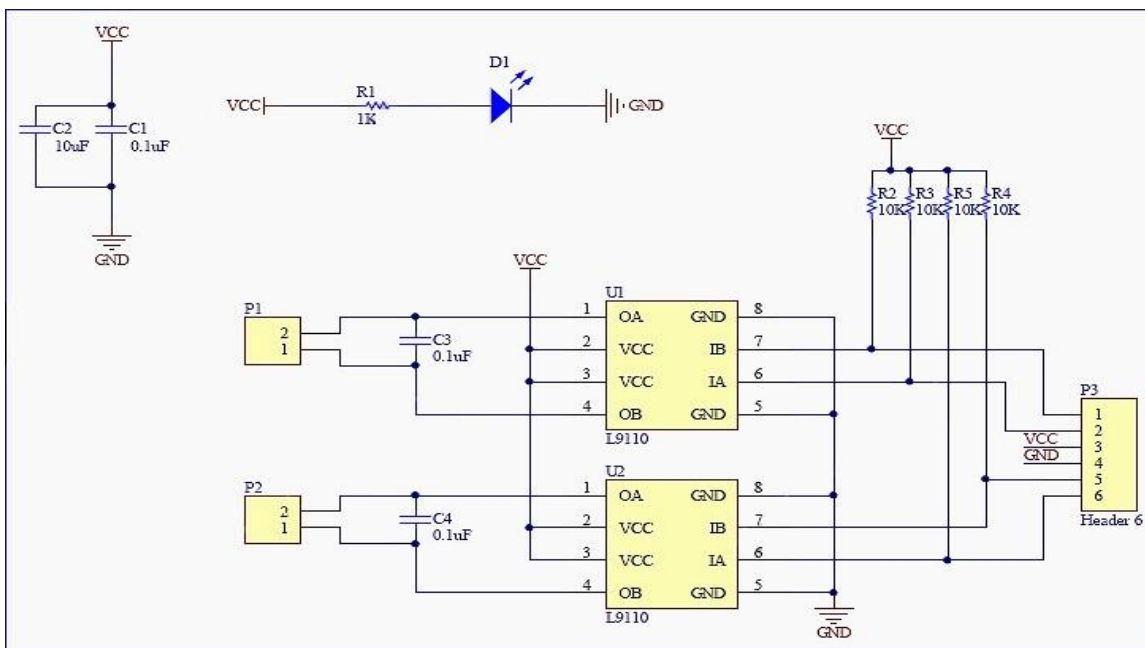 VCC
C2
10uF
C1
0.1uF
GND
VCC
R1
1K
D1
GND
VCC
R2
10K
R3
10K
R5
10K
R4
10K
VCC
P1
2
1
C3
0.1uF
U1
1 OA GND 8
2 VCC IB 7
3 VCC IA 6
4 OB GND 5
L9110
P2
2
1
C4
0.1uF
U2
1 OA GND 8
2 VCC IB 7
3 VCC IA 6
4 OB GND 5
L9110
GND
P3
1
2
VCC 3
GND 4
5
6
Header 6